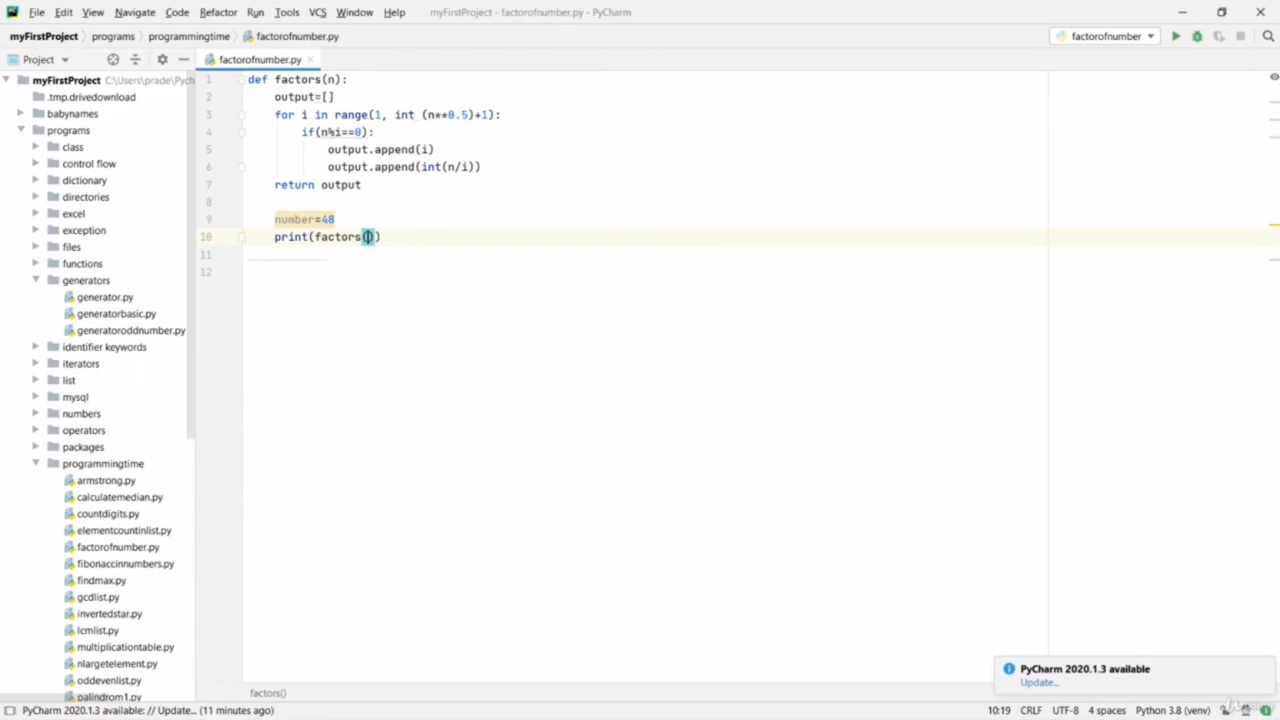 File Edit View Navigate Code Refactor Run Tools VCS Window Help myFirstProject - factorofnumber.py - PyCharm
myFirstProject programs programmingtime factorofnumber.py factorofnumber
Project factorofnumber.py
myFirstProject C:\Users\prade\Pych
.tmp.drivedownload
babynames
programs
class
control flow
dictionary
directories
excel
exception
files
functions
generators
generator.py
generatorbasic.py
generatoroddnumber.py
identifier keywords
iterators
list
mysql
numbers
operators
packages
programmingtime
armstrong.py
calculatemedian.py
countdigits.py
elementcountinlist.py
factorofnumber.py
fibonaccinnumbers.py
findmax.py
gcdlist.py
invertedstar.py
lcmlist.py
multiplicationtable.py
nlargetelement.py
oddevenlist.py
palindrom1.py
1 def factors(n):
2 output=[]
3 for i in range(1, int (n**0.5)+1):
4 if(n%i==0):
5 output.append(i)
6 output.append(int(n/i))
7 return output
8
9 number=48
10 print(factors())
11
12
factors()
PyCharm 2020.1.3 available
Update...
PyCharm 2020.1.3 available: // Update... (11 minutes ago) 10:19 CRLF UTF-8 4 spaces Python 3.8 (venv)